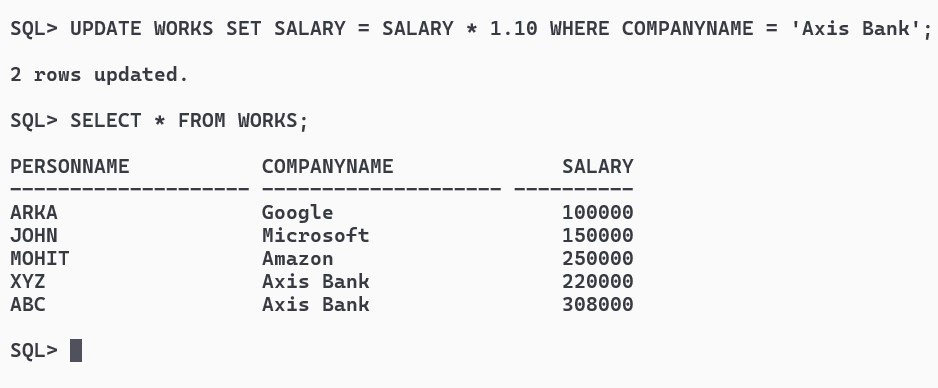 SQL> UPDATE WORKS SET SALARY = SALARY * 1.10 WHERE COMPANYNAME = 'Axis Bank';
2 rows updated.
SQL> SELECT * FROM WORKS;
PERSONNAME           COMPANYNAME              SALARY
-------------------- -------------------- ----------
ARKA                 Google                   100000
JOHN                 Microsoft                150000
MOHIT                Amazon                   250000
XYZ                  Axis Bank                220000
ABC                  Axis Bank                308000
SQL>